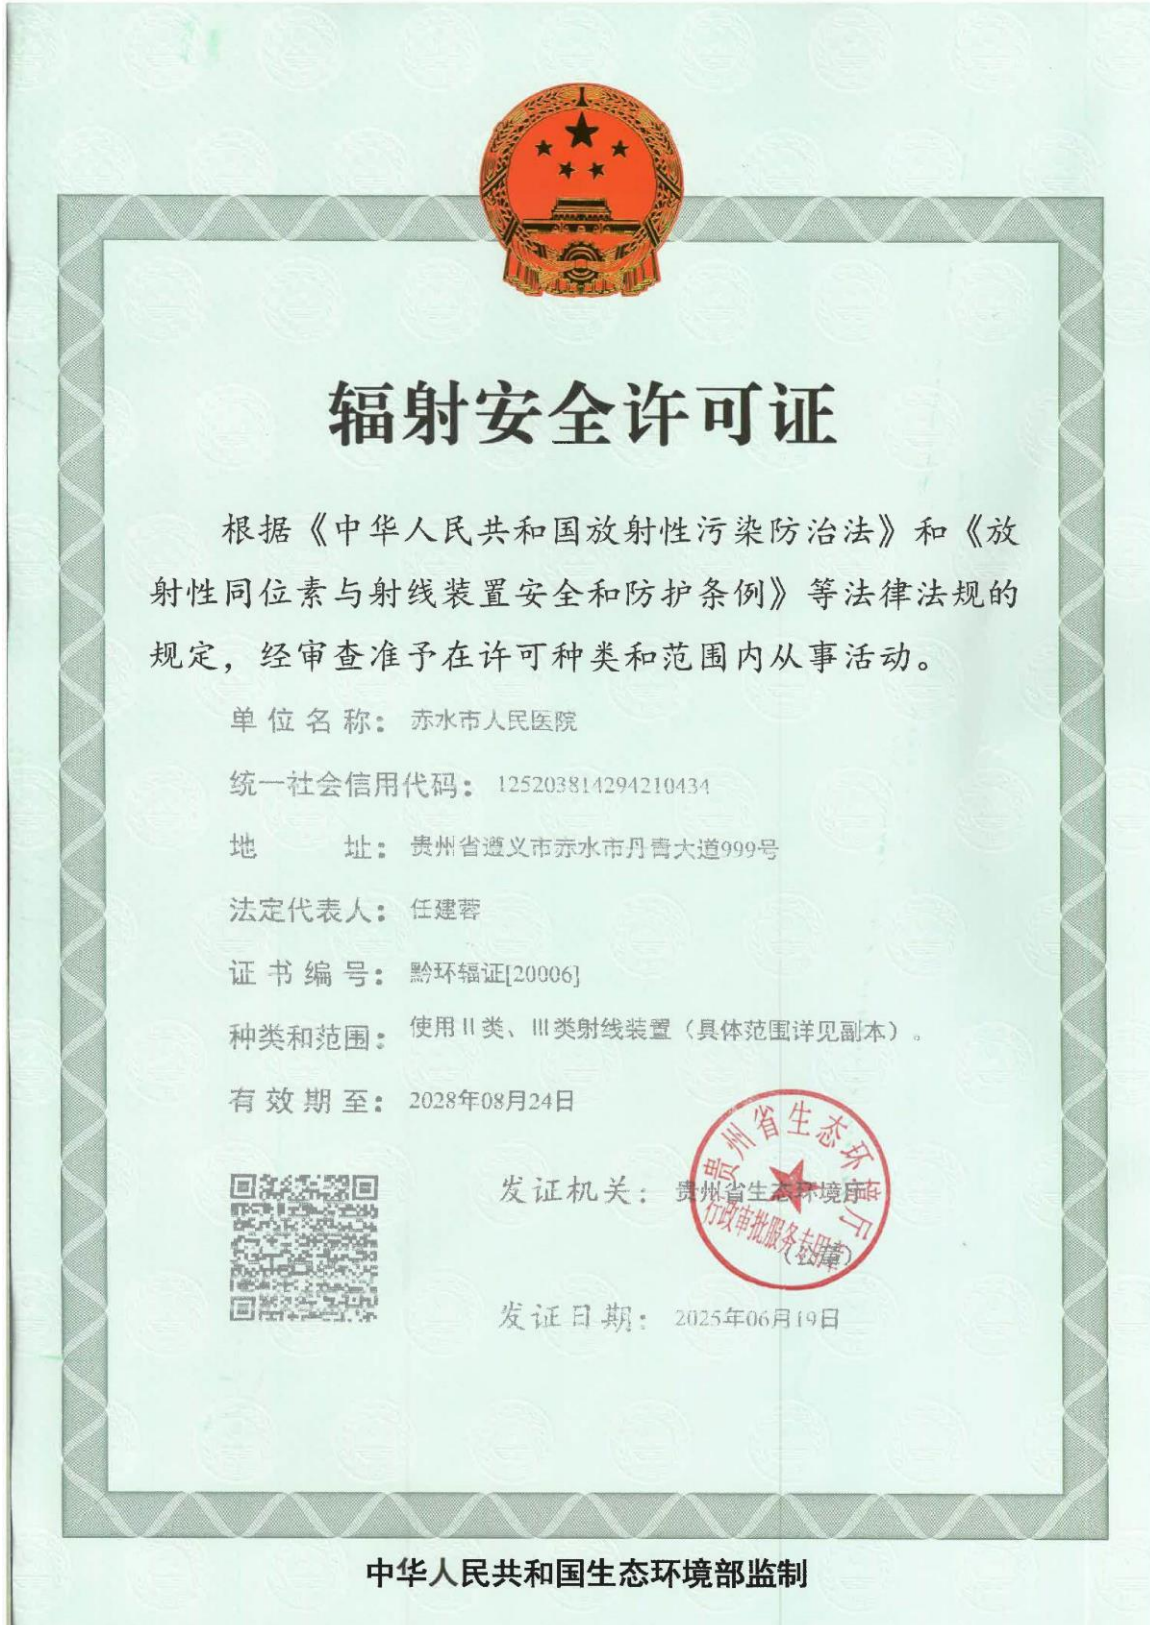 辐射安全许可证
根据《中华人民共和国放射性污染防治法》和《放
射性同位素与射线装置安全和防护条例》等法律法规的
规定，经审查准予在许可种类和范围内从事活动。
单位名称：赤水市人民医院
统一社会信用代码：125203814294210434
地址：贵州省遵义市赤水市丹青大道999号
法定代表人：任建蓉
证书编号：黔环辐证[20006]
种类和范围：使用Ⅱ类、Ⅲ类射线装置（具体范围详见副本）。
有效期至：2028年08月24日
发证机关：贵州省生态环境厅
贵州省生态环境厅
行政审批服务专用章
（公章）
发证日期：2025年06月19日
中华人民共和国生态环境部监制